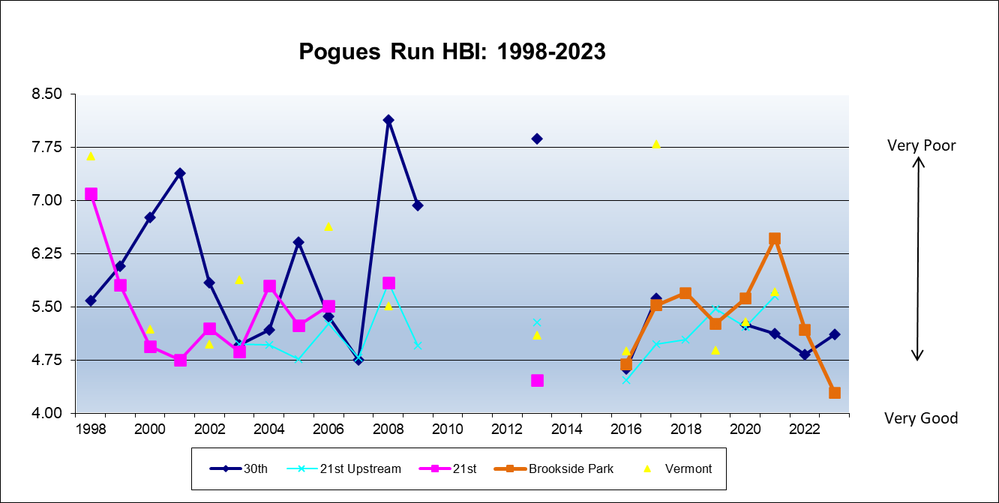 Pogues Run HBI: 1998-2023
8.50
7.75
7.00
6.25
5.50
4.75
4.00
1998 2000 2002 2004 2006 2008 2010 2012 2014 2016 2018 2020 2022
Very Poor
Very Good
30th 21st Upstream 21st Brookside Park Vermont